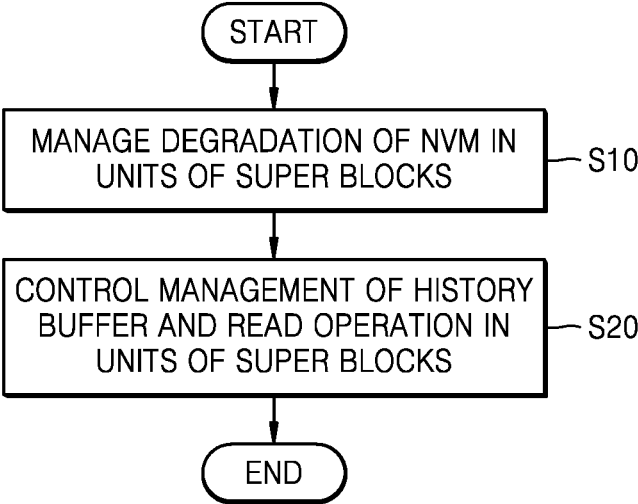 START
MANAGE DEGRADATION OF NVM IN
UNITS OF SUPER BLOCKS
S10
CONTROL MANAGEMENT OF HISTORY
BUFFER AND READ OPERATION IN
UNITS OF SUPER BLOCKS
S20
END